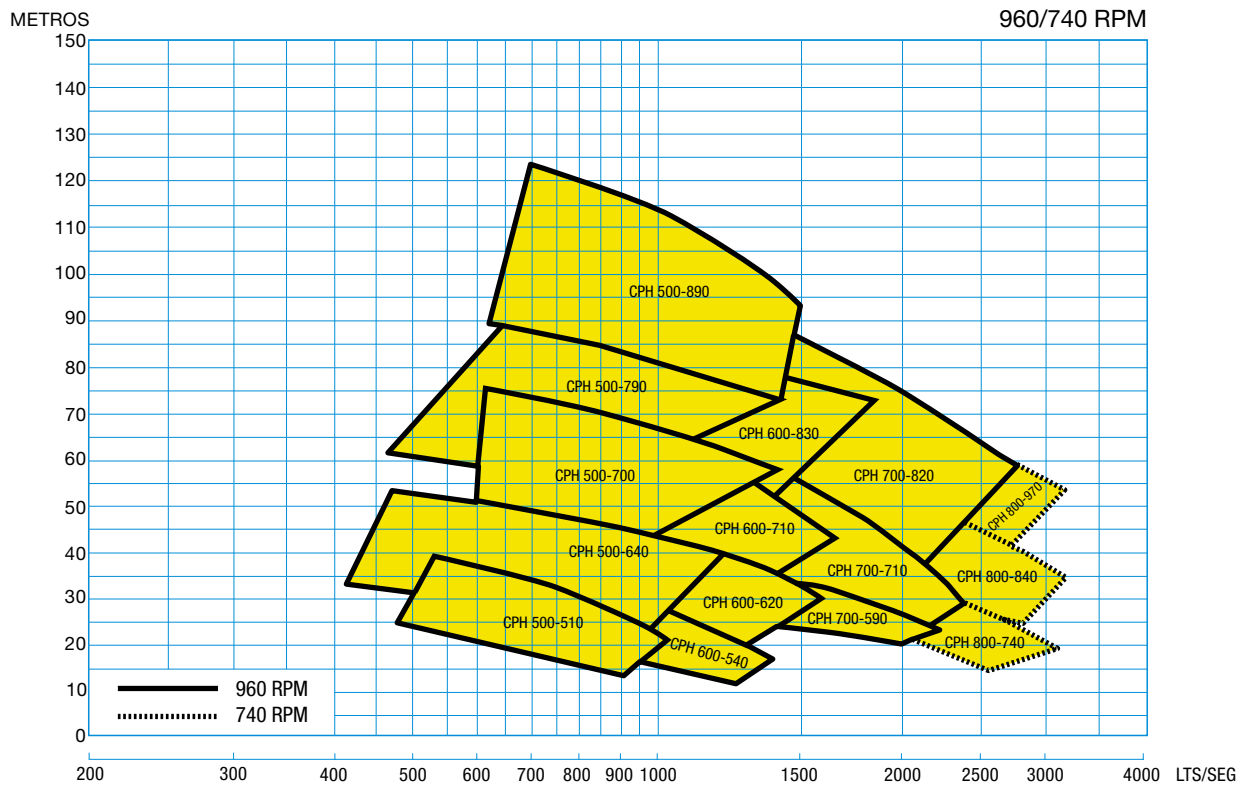 METROS
960/740 RPM
150
140
130
120
110
100
90
80
70
60
50
40
30
20
10
0
CPH 500-890
CPH 500-790
CPH 600-830
CPH 500-700
CPH 700-820
CPH 800-970
CPH 600-710
CPH 500-640
CPH 700-710
CPH 800-840
CPH 600-620
CPH 500-510
CPH 700-590
CPH 600-540
CPH 800-740
960 RPM
740 RPM
200 300 400 500 600 700 800 900 1000 1500 2000 2500 3000 4000 LTS/SEG